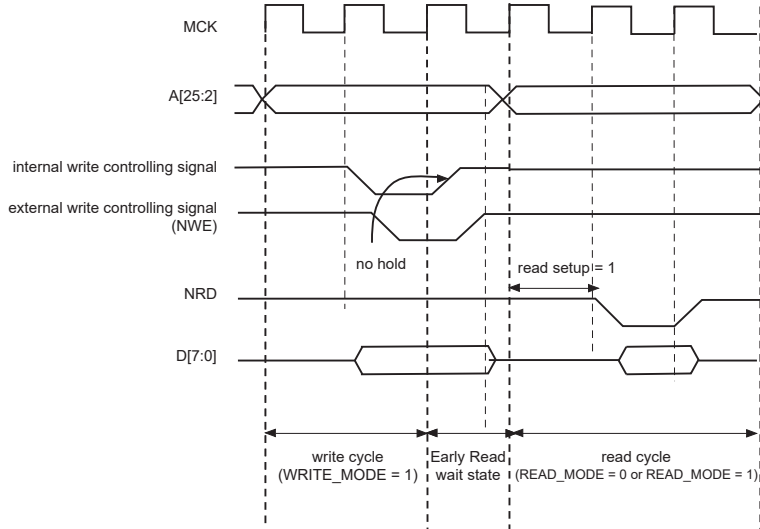 MCK
A[25:2]
internal write controlling signal
external write controlling signal
(NWE)
no hold
read setup = 1
NRD
D[7:0]
write cycle
(WRITE_MODE = 1)
Early Read
wait state
read cycle
(READ_MODE = 0 or READ_MODE = 1)